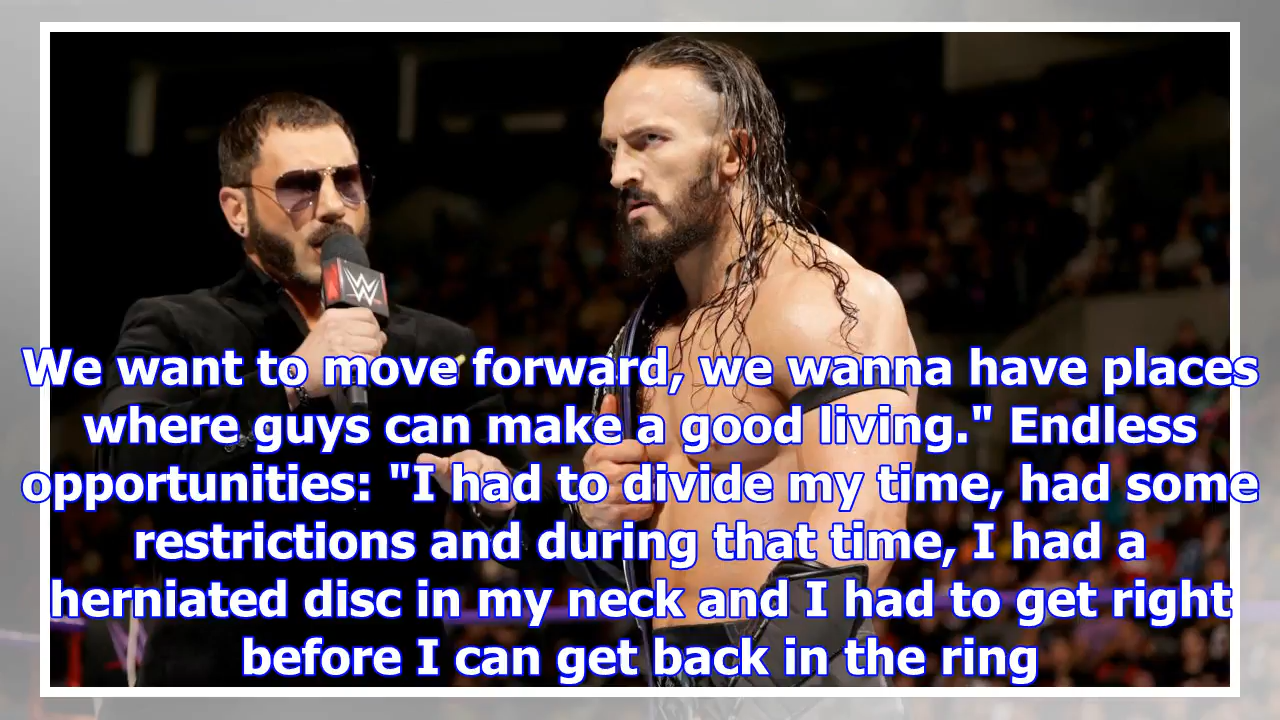 W
We want to move forward, we wanna have places
where guys can make a good living." Endless
opportunities: "I had to divide my time, had some
restrictions and during that time, I had a
herniated disc in my neck and I had to get right
before I can get back in the ring